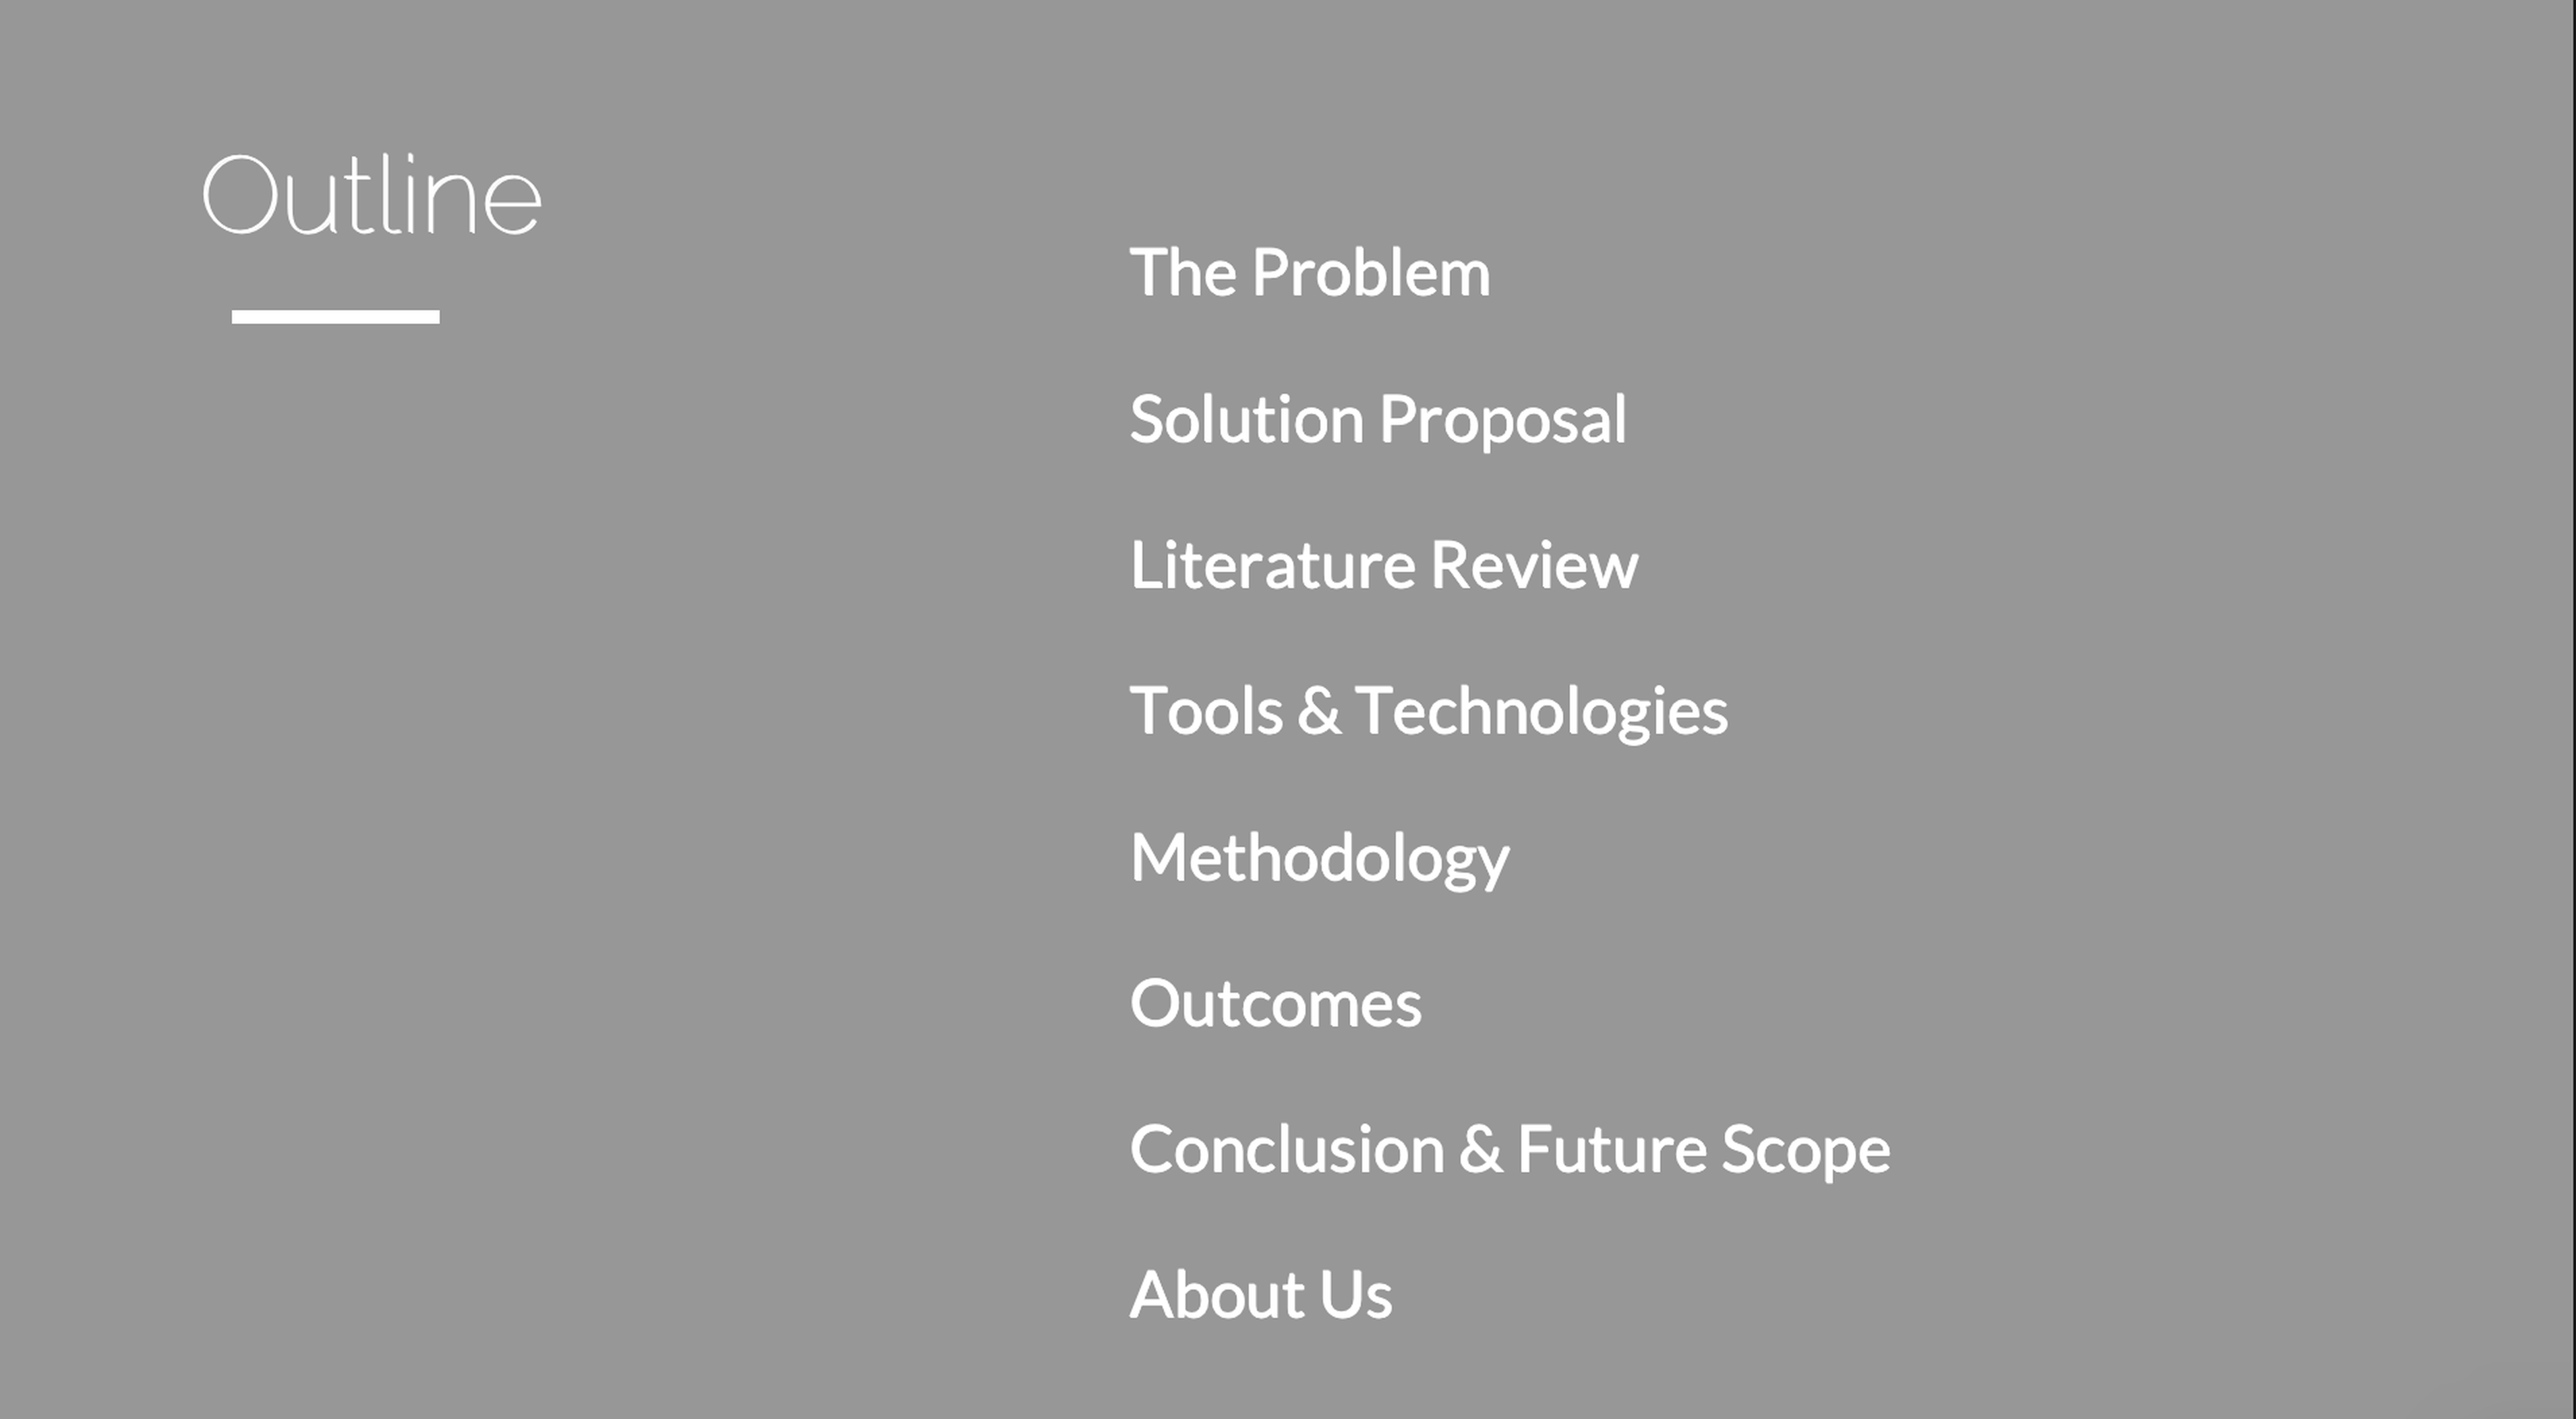 Outline
The Problem
Solution Proposal
Literature Review
Tools & Technologies
Methodology
Outcomes
Conclusion & Future Scope
About Us